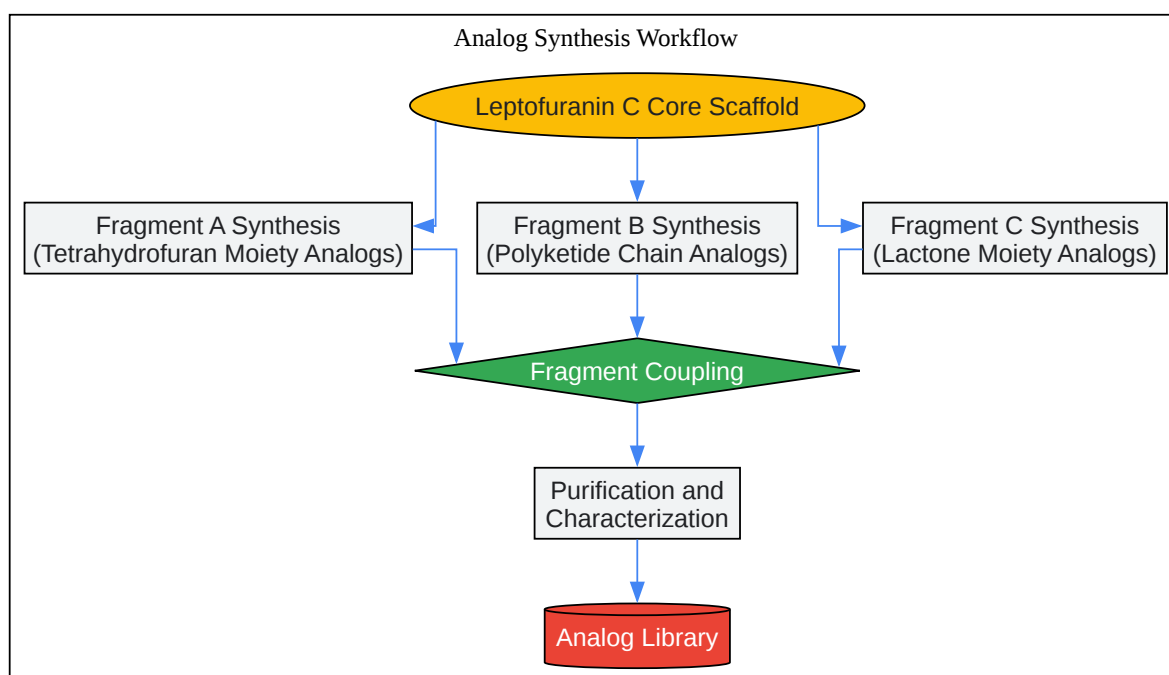 Analog Synthesis Workflow
Leptofuranin C Core Scaffold
Fragment A Synthesis
(Tetrahydrofuran Moiety Analogs)
Fragment B Synthesis
(Polyketide Chain Analogs)
Fragment C Synthesis
(Lactone Moiety Analogs)
Fragment Coupling
Purification and
Characterization
Analog Library